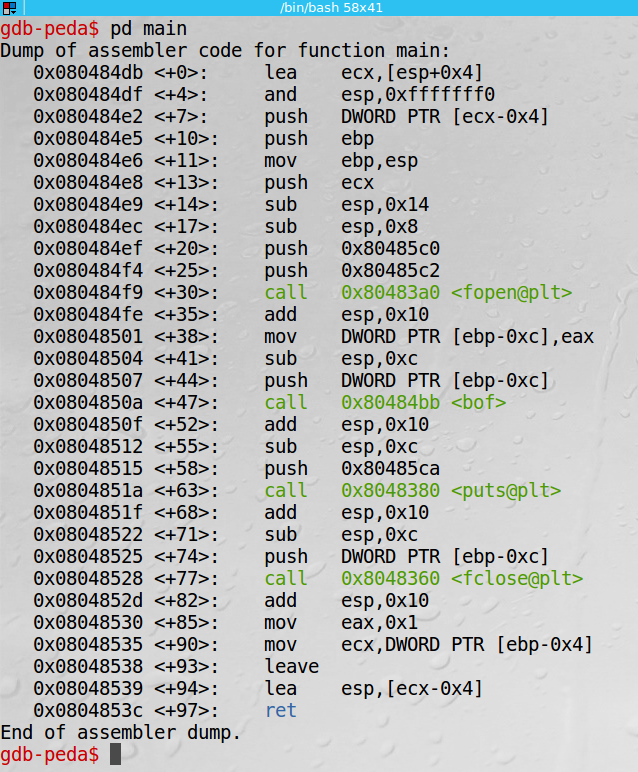 /bin/bash 58x41
gdb-peda$ pd main
Dump of assembler code for function main:
   0x080484db <+0>:     lea    ecx,[esp+0x4]
   0x080484df <+4>:     and    esp,0xfffffff0
   0x080484e2 <+7>:     push   DWORD PTR [ecx-0x4]
   0x080484e5 <+10>:    push   ebp
   0x080484e6 <+11>:    mov    ebp,esp
   0x080484e8 <+13>:    push   ecx
   0x080484e9 <+14>:    sub    esp,0x14
   0x080484ec <+17>:    sub    esp,0x8
   0x080484ef <+20>:    push   0x80485c0
   0x080484f4 <+25>:    push   0x80485c2
   0x080484f9 <+30>:    call   0x80483a0 <fopen@plt>
   0x080484fe <+35>:    add    esp,0x10
   0x08048501 <+38>:    mov    DWORD PTR [ebp-0xc],eax
   0x08048504 <+41>:    sub    esp,0xc
   0x08048507 <+44>:    push   DWORD PTR [ebp-0xc]
   0x0804850a <+47>:    call   0x80484bb <bof>
   0x0804850f <+52>:    add    esp,0x10
   0x08048512 <+55>:    sub    esp,0xc
   0x08048515 <+58>:    push   0x80485ca
   0x0804851a <+63>:    call   0x8048380 <puts@plt>
   0x0804851f <+68>:    add    esp,0x10
   0x08048522 <+71>:    sub    esp,0xc
   0x08048525 <+74>:    push   DWORD PTR [ebp-0xc]
   0x08048528 <+77>:    call   0x8048360 <fclose@plt>
   0x0804852d <+82>:    add    esp,0x10
   0x08048530 <+85>:    mov    eax,0x1
   0x08048535 <+90>:    mov    ecx,DWORD PTR [ebp-0x4]
   0x08048538 <+93>:    leave
   0x08048539 <+94>:    lea    esp,[ecx-0x4]
   0x0804853c <+97>:    ret
End of assembler dump.
gdb-peda$